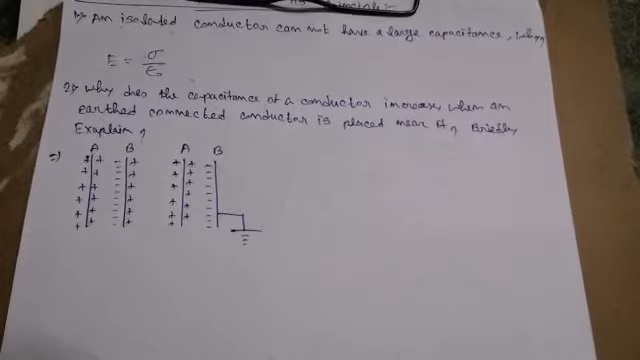 1) An isolated conductor can not have a large capacitance, why?
E = σ/ε₀
2) Why does the capacitance of a conductor increase, when an
earthed connected conductor is placed near it? Briefly
Exaplain ?
=) A B A B
+ + - +
+ + -